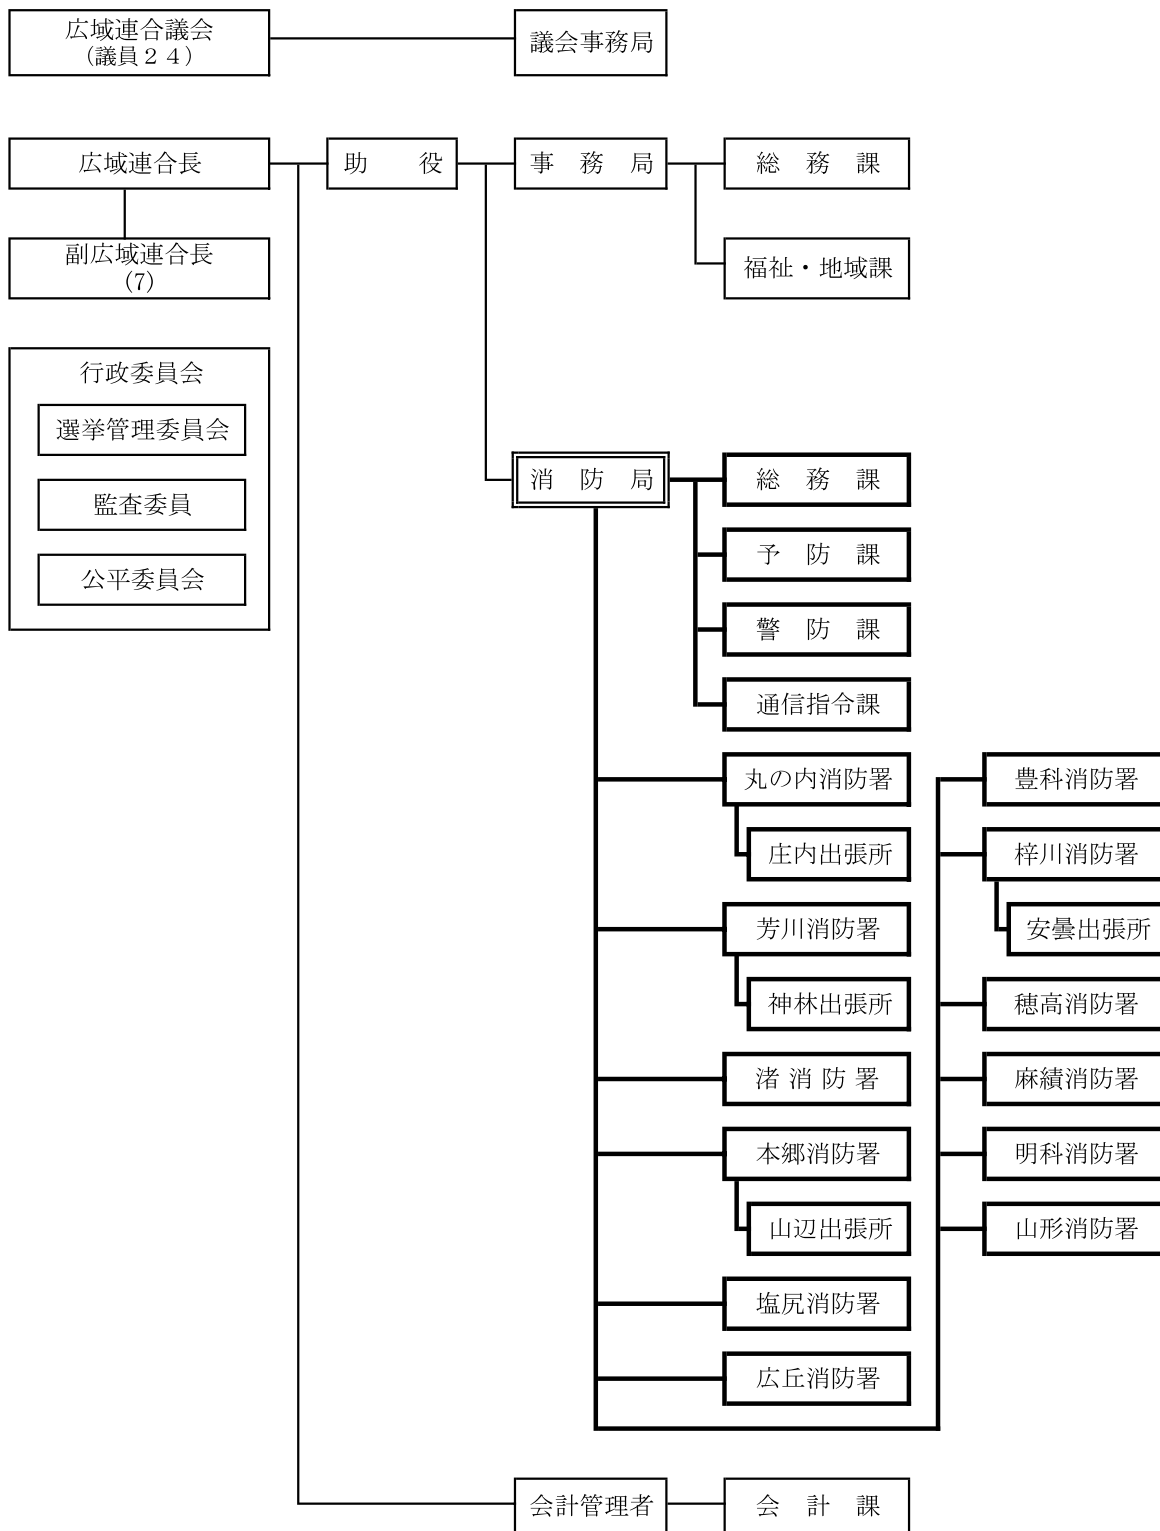 広域連合議会
(議員２４)
議会事務局
広域連合長
助　　役
事　務　局
総　務　課
副広域連合長
(7)
福祉・地域課
行政委員会
選挙管理委員会
監査委員
公平委員会
消　防　局
総　務　課
予　防　課
警　防　課
通信指令課
丸の内消防署
庄内出張所
芳川消防署
神林出張所
渚 消 防 署
本郷消防署
山辺出張所
塩尻消防署
広丘消防署
豊科消防署
梓川消防署
安曇出張所
穂高消防署
麻績消防署
明科消防署
山形消防署
会計管理者
会　計　課